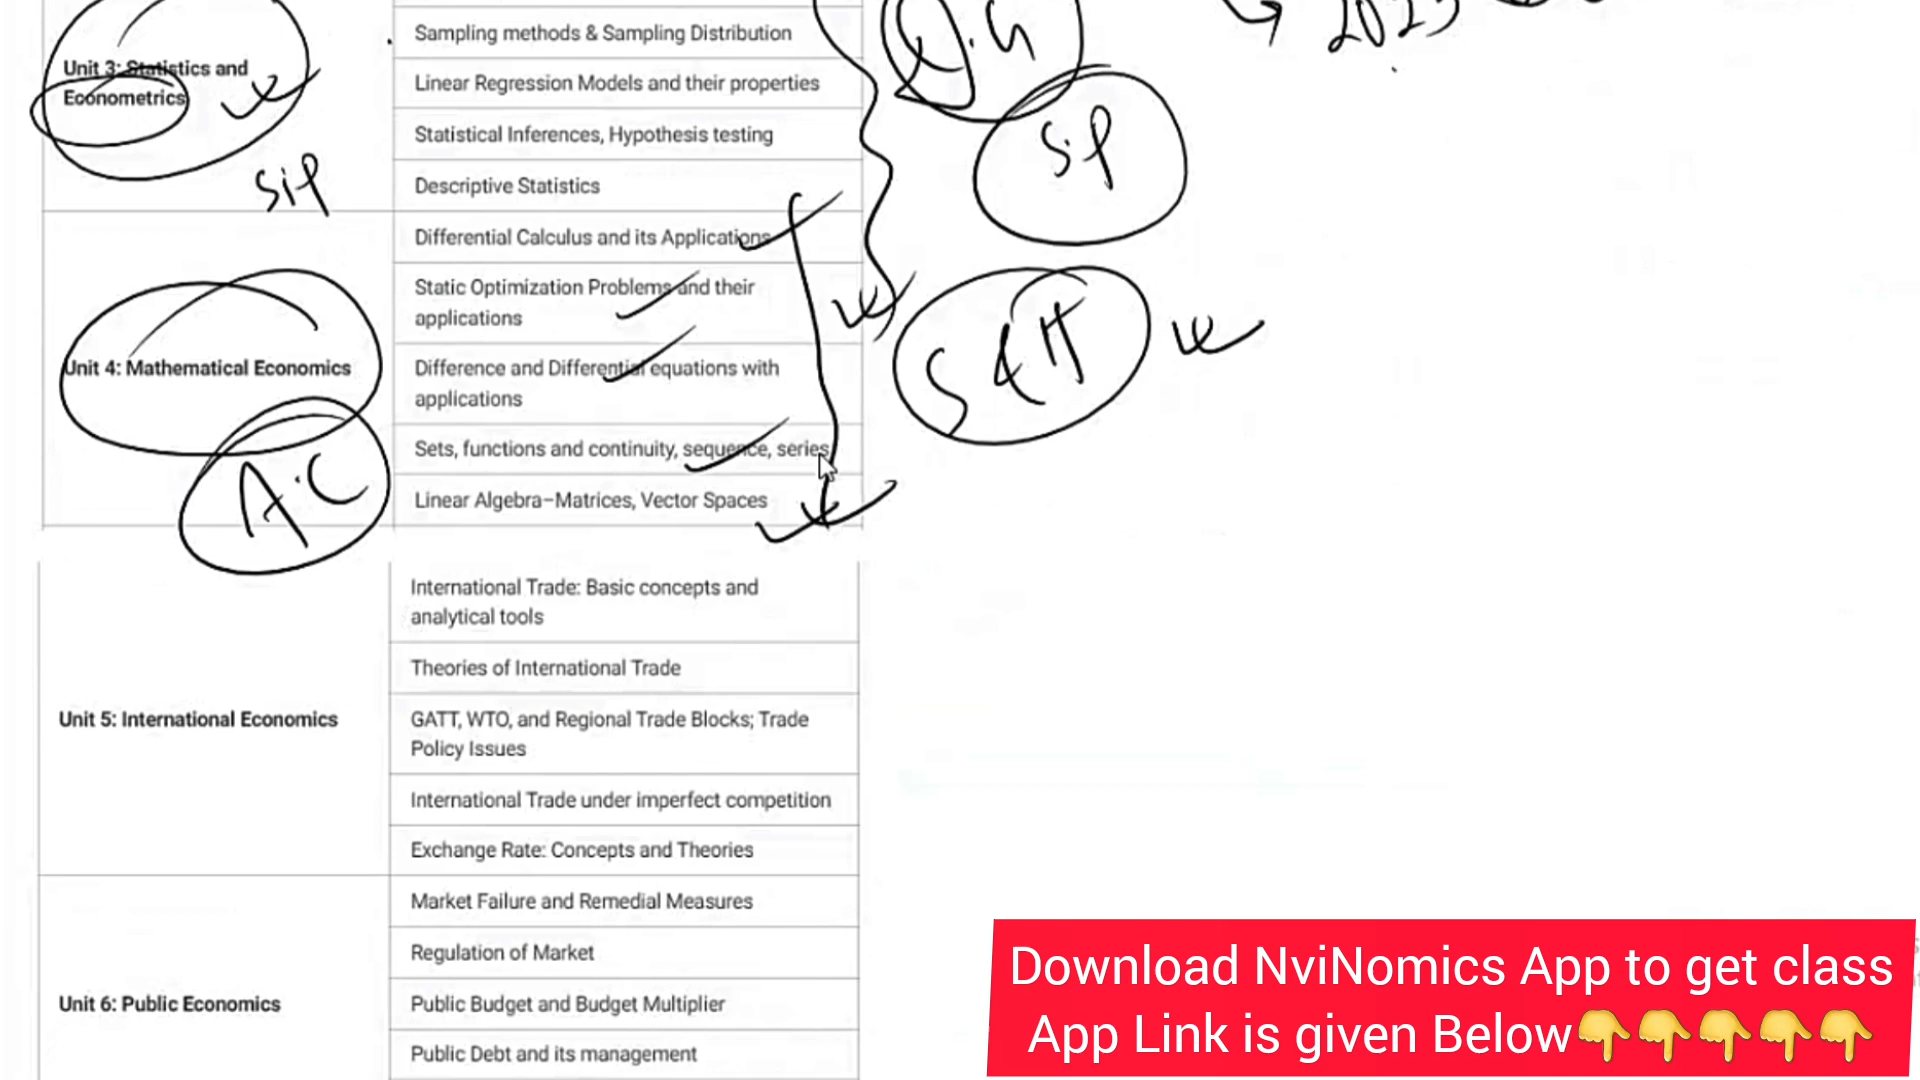 Sampling methods & Sampling Distribution
D.G
2023
Unit 3: Statistics and
Econometrics
Linear Regression Models and their properties
Statistical Inferences, Hypothesis testing
S.P
Descriptive Statistics
SiP
Differential Calculus and its Applications
Static Optimization Problems and their
applications
S&H
Unit 4: Mathematical Economics
Difference and Differential equations with
applications
Sets, functions and continuity, sequence, series
A.C
Linear Algebra–Matrices, Vector Spaces
International Trade: Basic concepts and
analytical tools
Theories of International Trade
Unit 5: International Economics
GATT, WTO, and Regional Trade Blocks; Trade
Policy Issues
International Trade under imperfect competition
Exchange Rate: Concepts and Theories
Market Failure and Remedial Measures
Regulation of Market
Unit 6: Public Economics
Public Budget and Budget Multiplier
Public Debt and its management
Download NviNomics App to get class
App Link is given Below👇👇👇👇👇